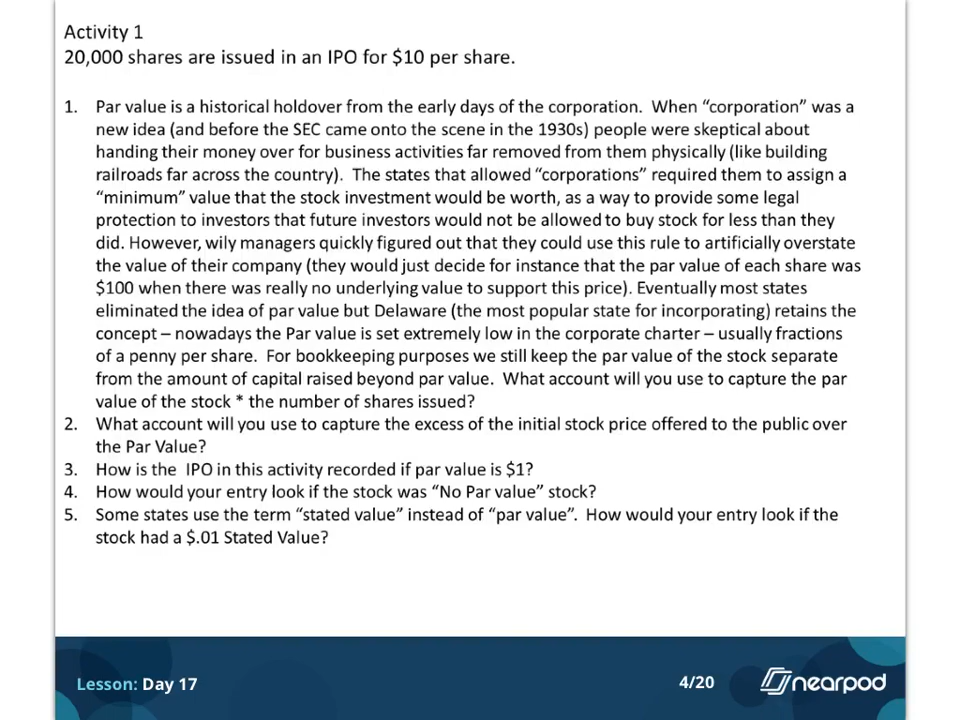 Activity 1
20,000 shares are issued in an IPO for $10 per share.
1. Par value is a historical holdover from the early days of the corporation. When “corporation” was a
new idea (and before the SEC came onto the scene in the 1930s) people were skeptical about
handing their money over for business activities far removed from them physically (like building
railroads far across the country). The states that allowed “corporations” required them to assign a
“minimum” value that the stock investment would be worth, as a way to provide some legal
protection to investors that future investors would not be allowed to buy stock for less than they
did. However, wily managers quickly figured out that they could use this rule to artificially overstate
the value of their company (they would just decide for instance that the par value of each share was
$100 when there was really no underlying value to support this price). Eventually most states
eliminated the idea of par value but Delaware (the most popular state for incorporating) retains the
concept – nowadays the Par value is set extremely low in the corporate charter – usually fractions
of a penny per share. For bookkeeping purposes we still keep the par value of the stock separate
from the amount of capital raised beyond par value. What account will you use to capture the par
value of the stock * the number of shares issued?
2. What account will you use to capture the excess of the initial stock price offered to the public over
the Par Value?
3. How is the IPO in this activity recorded if par value is $1?
4. How would your entry look if the stock was “No Par value” stock?
5. Some states use the term “stated value” instead of “par value”. How would your entry look if the
stock had a $.01 Stated Value?
Lesson: Day 17
4/20
nearpod